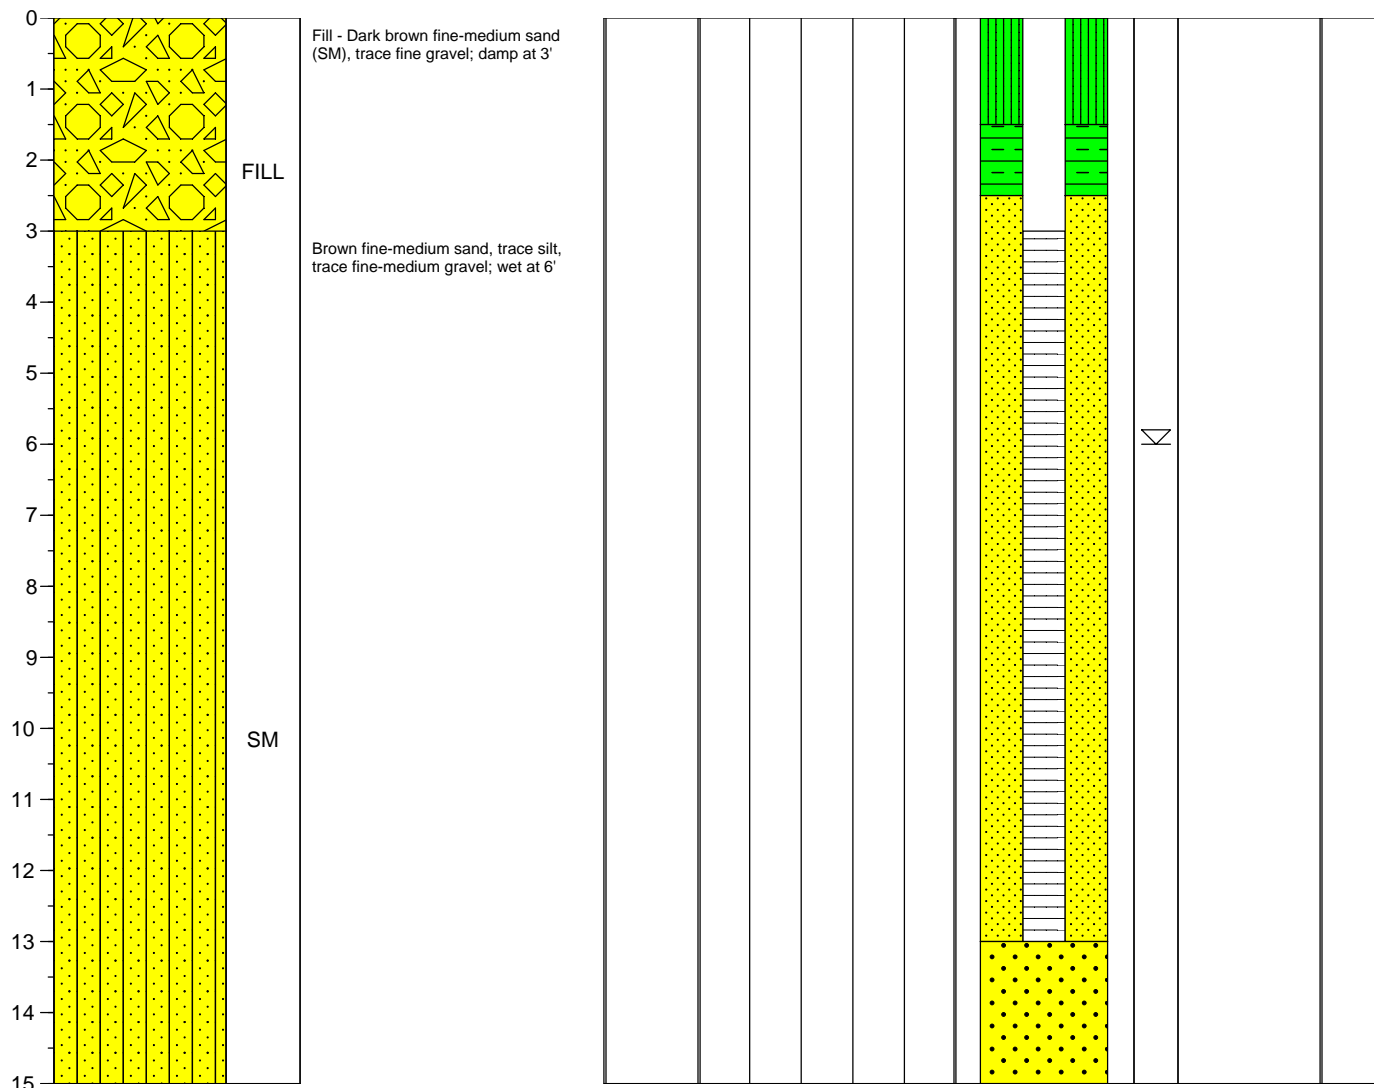 0
Fill - Dark brown fine-medium sand
(SM), trace fine gravel; damp at 3'
1
2
FILL
3
Brown fine-medium sand, trace silt,
trace fine-medium gravel; wet at 6'
4
5
6
7
8
9
10
SM
11
12
13
14
15